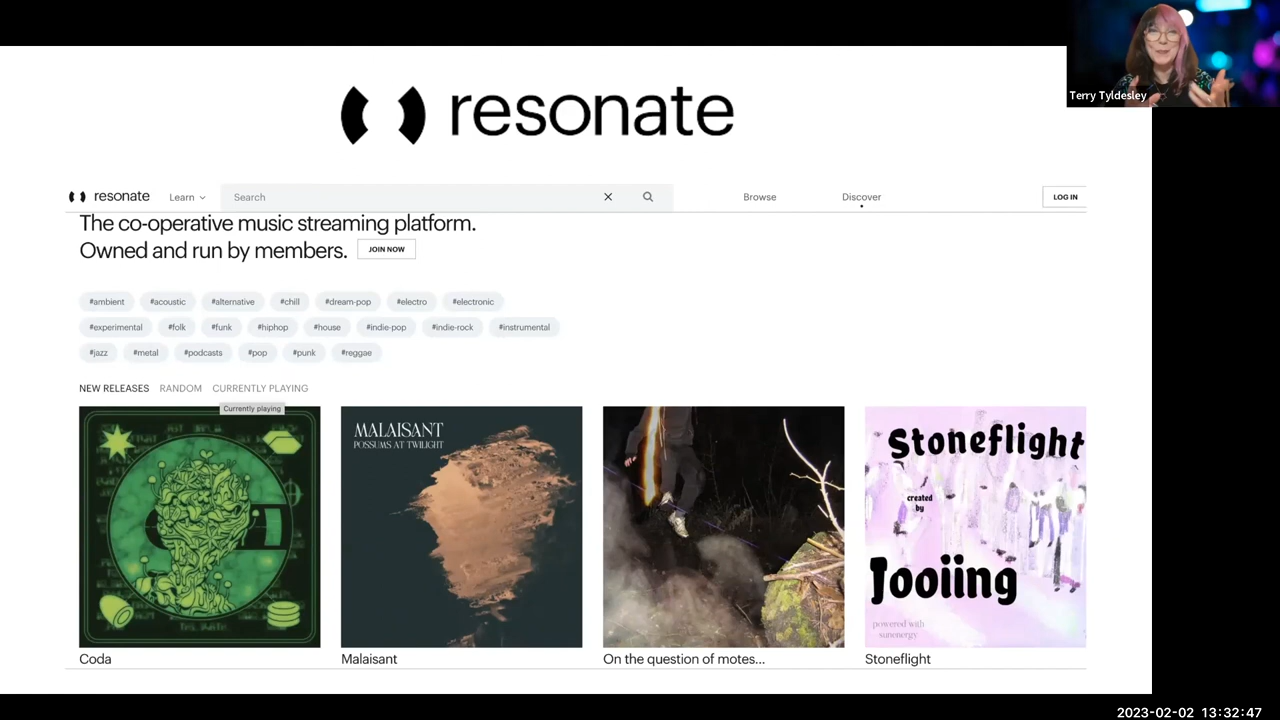 Terry Tyldesley
resonate
resonate Learn Search Browse Discover LOG IN
The co-operative music streaming platform.
Owned and run by members. JOIN NOW
#ambient #acoustic #alternative #chill #dream-pop #electro #electronic
#experimental #folk #funk #hiphop #house #indie-pop #indie-rock #instrumental
#jazz #metal #podcasts #pop #punk #reggae
NEW RELEASES RANDOM CURRENTLY PLAYING
Currently playing
MALAISANT
POSSUMS AT TWILIGHT
Stoneflight
created
by
Jooiing
powered with
sunenergy
Coda Malaisant On the question of motes... Stoneflight
2023-02-02 13:32:47